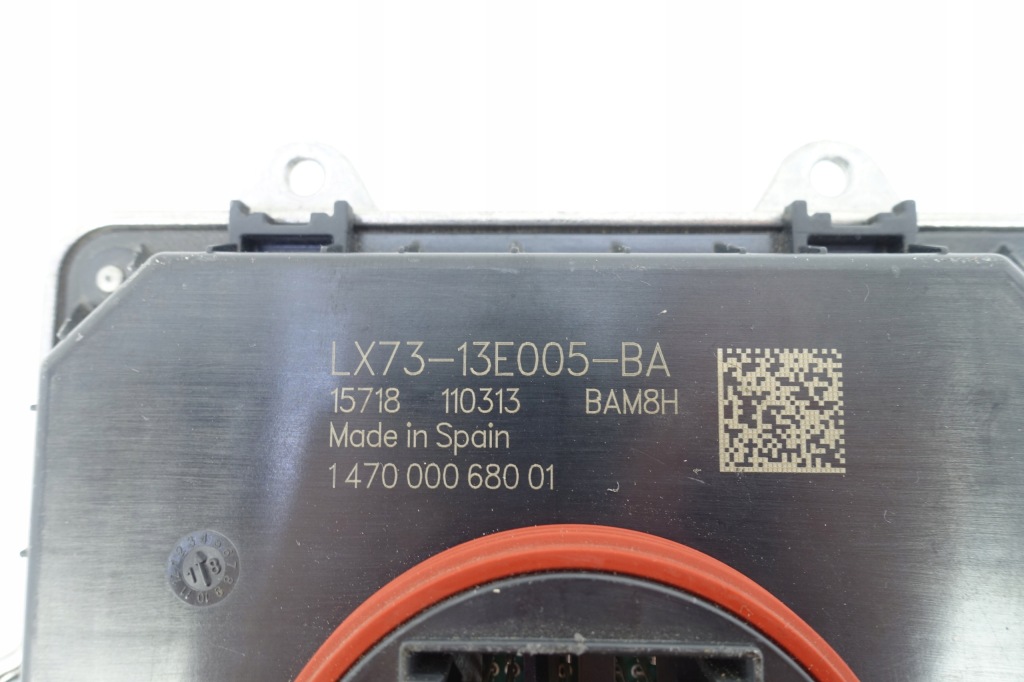 LX73-13E005-BA
15718 110313 BAM8H
Made in Spain
1 470 000 680 01